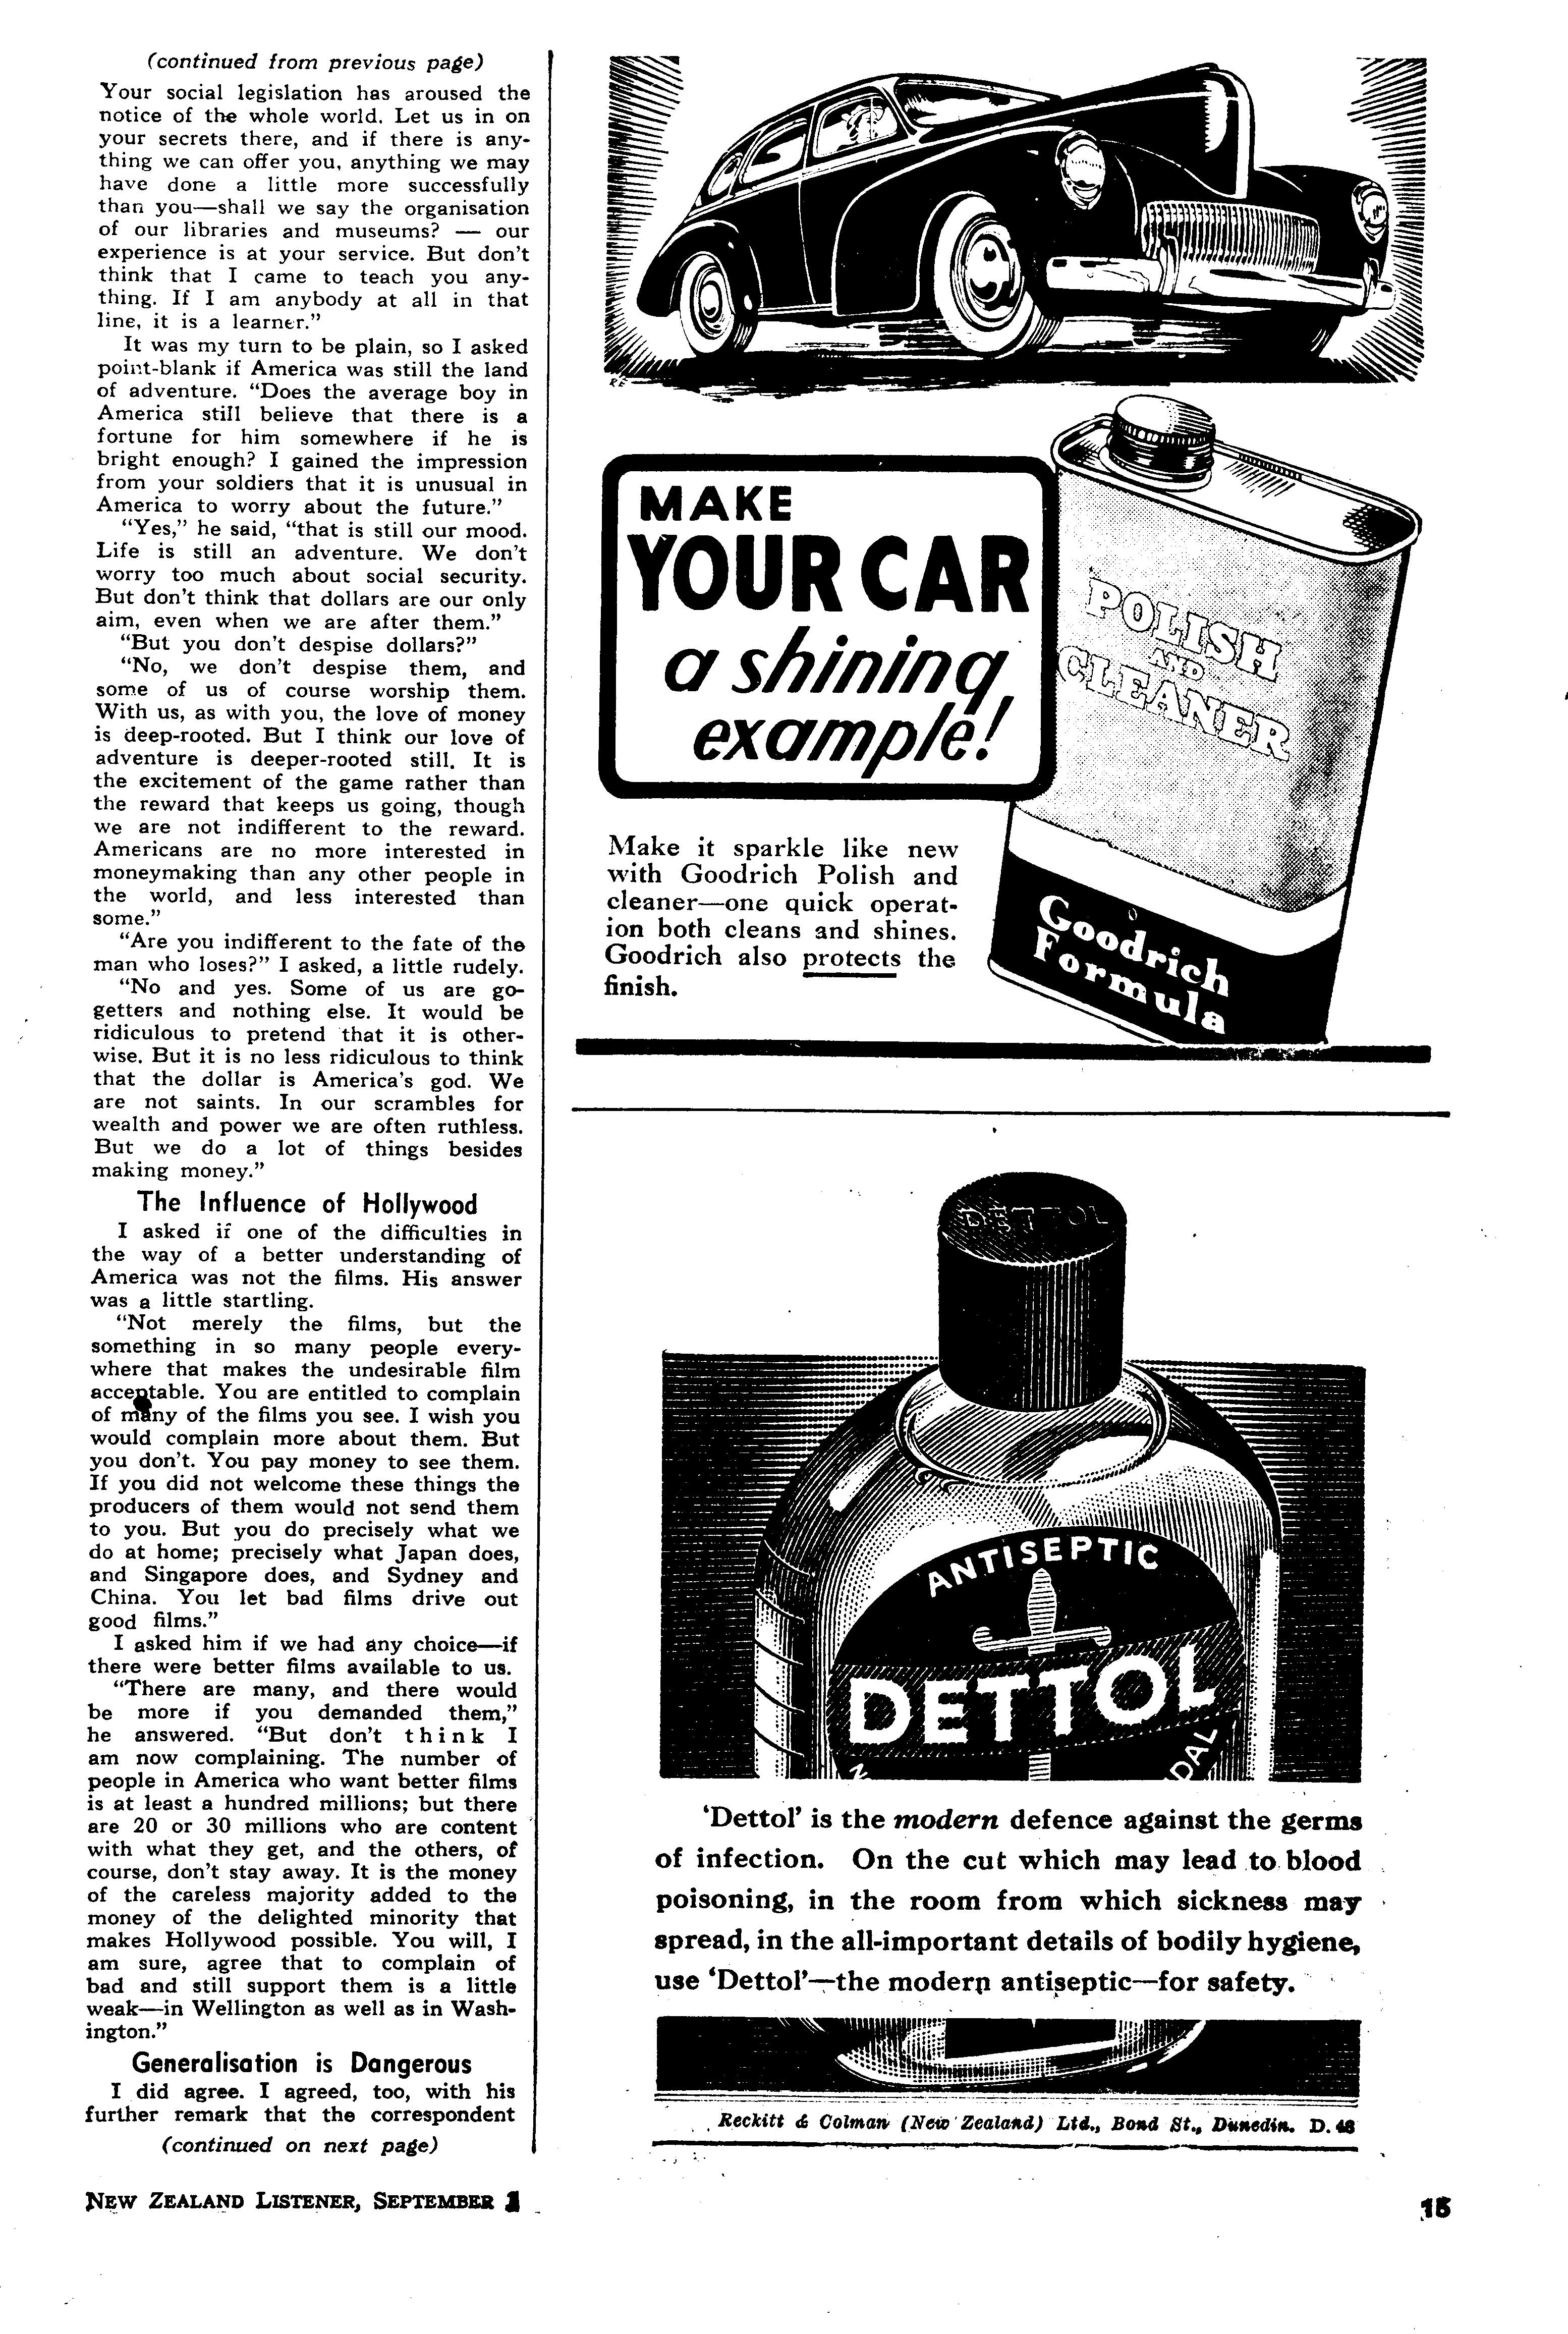 (continued from previous page)
Your social legislation has aroused the
notice of the whole world. Let us in on
your secrets there, and if there is any-
thing we can offer you, anything we may
have done a little more successfully
than you—shall we say the organisation
of our libraries and museums? — our
experience is at your service. But don't
think that I came to teach you any-
thing. If I am anybody at all in that
line, it is a learner."
It was my turn to be plain, so I asked
point-blank if America was still the land
of adventure. "Does the average boy in
America still believe that there is a
fortune for him somewhere if he is
bright enough? I gained the impression
from your soldiers that it is unusual in
America to worry about the future."
"Yes," he said, "that is still our mood.
Life is still an adventure. We don't
worry too much about social security.
But don't think that dollars are our only
aim, even when we are after them."
"But you don't despise dollars?"
"No, we don't despise them, and
some of us of course worship them.
With us, as with you, the love of money
is deep-rooted. But I think our love of
adventure is deeper-rooted still. It is
the excitement of the game rather than
the reward that keeps us going, though
we are not indifferent to the reward.
Americans are no more interested in
moneymaking than any other people in
the world, and less interested than
some."
"Are you indifferent to the fate of the
man who loses?" I asked, a little rudely.
"No and yes. Some of us are go-
getters and nothing else. It would be
ridiculous to pretend that it is other-
wise. But it is no less ridiculous to think
that the dollar is America's god. We
are not saints. In our scrambles for
wealth and power we are often ruthless.
But we do a lot of things besides
making money."
The Influence of Hollywood
I asked if one of the difficulties in
the way of a better understanding of
America was not the films. His answer
was a little startling.
"Not merely the films, but the
something in so many people every-
where that makes the undesirable film
acceptable. You are entitled to complain
of many of the films you see. I wish you
would complain more about them. But
you don't. You pay money to see them.
If you did not welcome these things the
producers of them would not send them
to you. But you do precisely what we
do at home; precisely what Japan does,
and Singapore does, and Sydney and
China. You let bad films drive out
good films."
I asked him if we had any choice—if
there were better films available to us.
"There are many, and there would
be more if you demanded them,"
he answered. "But don't think I
am now complaining. The number of
people in America who want better films
is at least a hundred millions; but there
are 20 or 30 millions who are content
with what they get, and the others, of
course, don't stay away. It is the money
of the careless majority added to the
money of the delighted minority that
makes Hollywood possible. You will, I
am sure, agree that to complain of
bad and still support them is a little
weak—in Wellington as well as in Wash-
ington."
Generalisation is Dangerous
I did agree. I agreed, too, with his
further remark that the correspondent
(continued on next page)
RE
MAKE
YOUR CAR
a shining
example!
POLISH
AND
CLEANER
Goodrich
Formula
Make it sparkle like new
with Goodrich Polish and
cleaner—one quick operat-
ion both cleans and shines.
Goodrich also protects the
finish.
DETTOL
ANTISEPTIC
DETTOL
'Dettol' is the modern defence against the germs
of infection. On the cut which may lead to blood
poisoning, in the room from which sickness may
spread, in the all-important details of bodily hygiene,
use 'Dettol'—the modern antiseptic—for safety.
Reckitt & Colman (New Zealand) Ltd., Bond St., Dunedin. D.
NEW ZEALAND LISTENER, SEPTEMBER 1
15